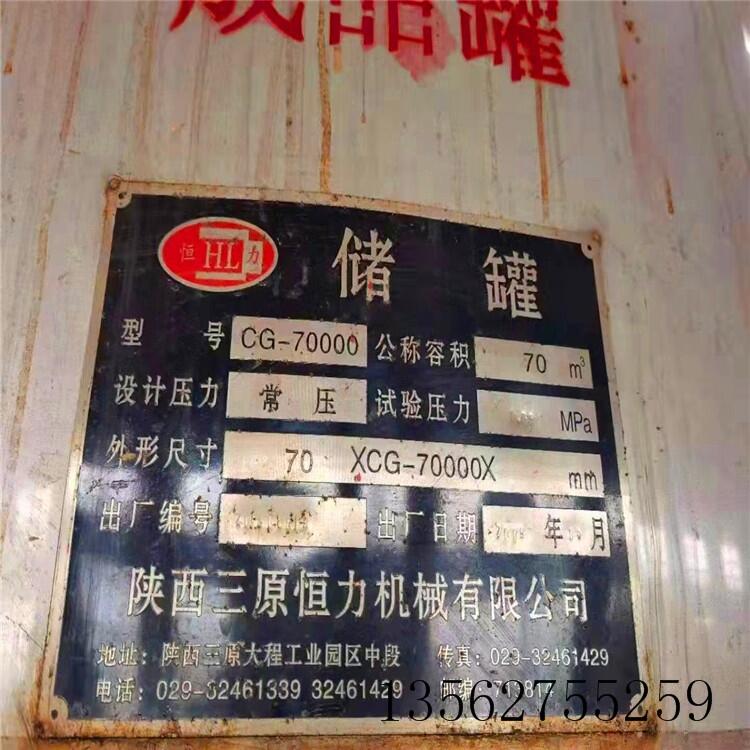 成品罐
恒 HL 力
储罐
型号 CG-70000 公称容积 70 m³
设计压力 常压 试验压力 MPa
外形尺寸 70 XCG-70000X mm
出厂编号 出厂日期 年 月
陕西三原恒力机械有限公司
地址: 陕西三原大程工业园区中段 传真: 029-32461429
电话: 029-32461339 32461429 邮编:
13562755259